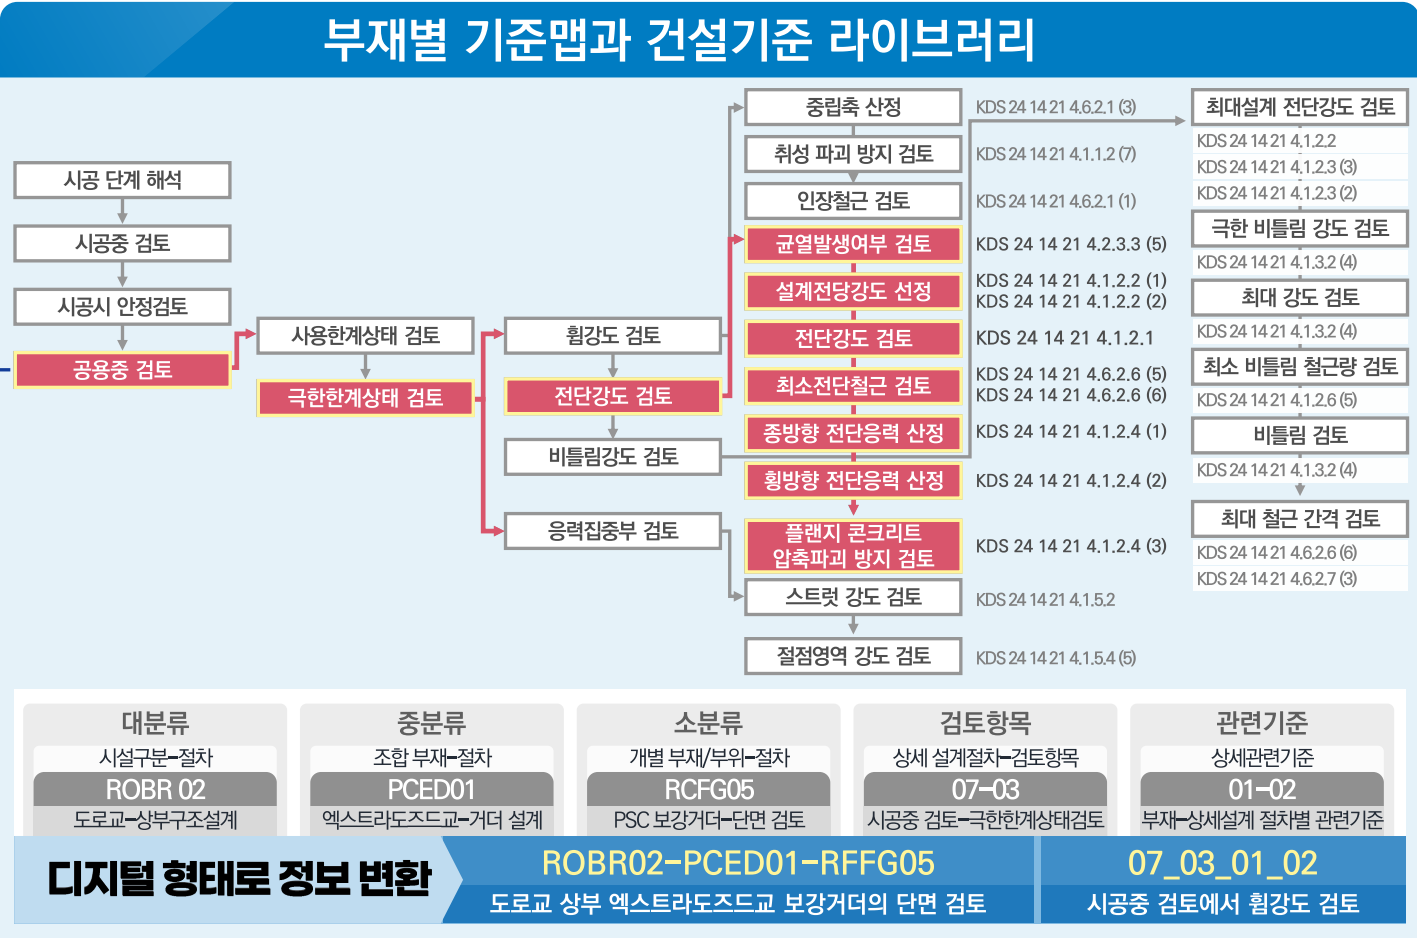 부재별 기준맵과 건설기준 라이브러리
시공 단계 해석
시공중 검토
시공시 안정검토
공용중 검토
사용한계상태 검토
극한한계상태 검토
휨강도 검토
전단강도 검토
비틀림강도 검토
응력집중부 검토
중립축 산정
KDS 24 14 21 4.6.2.1 (3)
취성 파괴 방지 검토
KDS 24 14 21 4.1.1.2 (7)
인장철근 검토
KDS 24 14 21 4.6.2.1 (1)
균열발생여부 검토
KDS 24 14 21 4.2.3.3 (5)
설계전당강도 선정
KDS 24 14 21 4.1.2.2 (1)
KDS 24 14 21 4.1.2.2 (2)
전단강도 검토
KDS 24 14 21 4.1.2.1
최소전단철근 검토
KDS 24 14 21 4.6.2.6 (5)
KDS 24 14 21 4.6.2.6 (6)
종방향 전단응력 산정
KDS 24 14 21 4.1.2.4 (1)
횡방향 전단응력 산정
KDS 24 14 21 4.1.2.4 (2)
플랜지 콘크리트
압축파괴 방지 검토
KDS 24 14 21 4.1.2.4 (3)
스트럿 강도 검토
KDS 24 14 21 4.1.5.2
절점영역 강도 검토
KDS 24 14 21 4.1.5.4 (5)
최대설계 전단강도 검토
KDS 24 14 21 4.1.2.2
KDS 24 14 21 4.1.2.3 (3)
KDS 24 14 21 4.1.2.3 (2)
극한 비틀림 강도 검토
KDS 24 14 21 4.1.3.2 (4)
최대 강도 검토
KDS 24 14 21 4.1.3.2 (4)
최소 비틀림 철근량 검토
KDS 24 14 21 4.1.2.6 (5)
비틀림 검토
KDS 24 14 21 4.1.3.2 (4)
최대 철근 간격 검토
KDS 24 14 21 4.6.2.6 (6)
KDS 24 14 21 4.6.2.7 (3)
대분류
시설구분-절차
ROBR 02
도로교-상부구조설계
중분류
조합 부재-절차
PCED01
엑스트라도즈드교-거더 설계
소분류
개별 부재/부위-절차
RCFG05
PSC 보강거더-단면 검토
검토항목
상세 설계절차-검토항목
07-03
시공중 검토-극한한계상태검토
관련기준
상세관련기준
01-02
부재-상세설계 절차별 관련기준
디지털 형태로 정보 변환
ROBR02-PCED01-RFFG05
도로교 상부 엑스트라도즈드교 보강거더의 단면 검토
07_03_01_02
시공중 검토에서 휨강도 검토